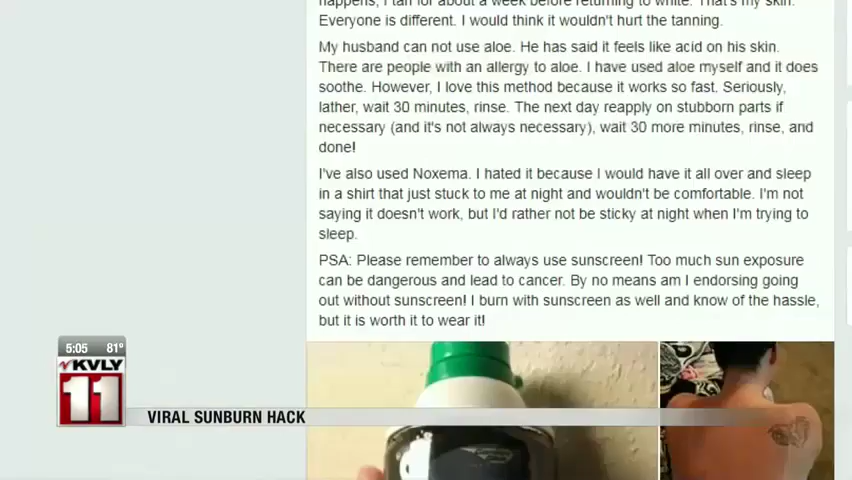 happens, I tan for about a week before returning to white. That's my skin.
Everyone is different. I would think it wouldn't hurt the tanning.
My husband can not use aloe. He has said it feels like acid on his skin.
There are people with an allergy to aloe. I have used aloe myself and it does
soothe. However, I love this method because it works so fast. Seriously,
lather, wait 30 minutes, rinse. The next day reapply on stubborn parts if
necessary (and it's not always necessary), wait 30 more minutes, rinse, and
done!
I've also used Noxema. I hated it because I would have it all over and sleep
in a shirt that just stuck to me at night and wouldn't be comfortable. I'm not
saying it doesn't work, but I'd rather not be sticky at night when I'm trying to
sleep.
PSA: Please remember to always use sunscreen! Too much sun exposure
can be dangerous and lead to cancer. By no means am I endorsing going
out without sunscreen! I burn with sunscreen as well and know of the hassle,
but it is worth it to wear it!
5:05 81°
KVLY
11
VIRAL SUNBURN HACK